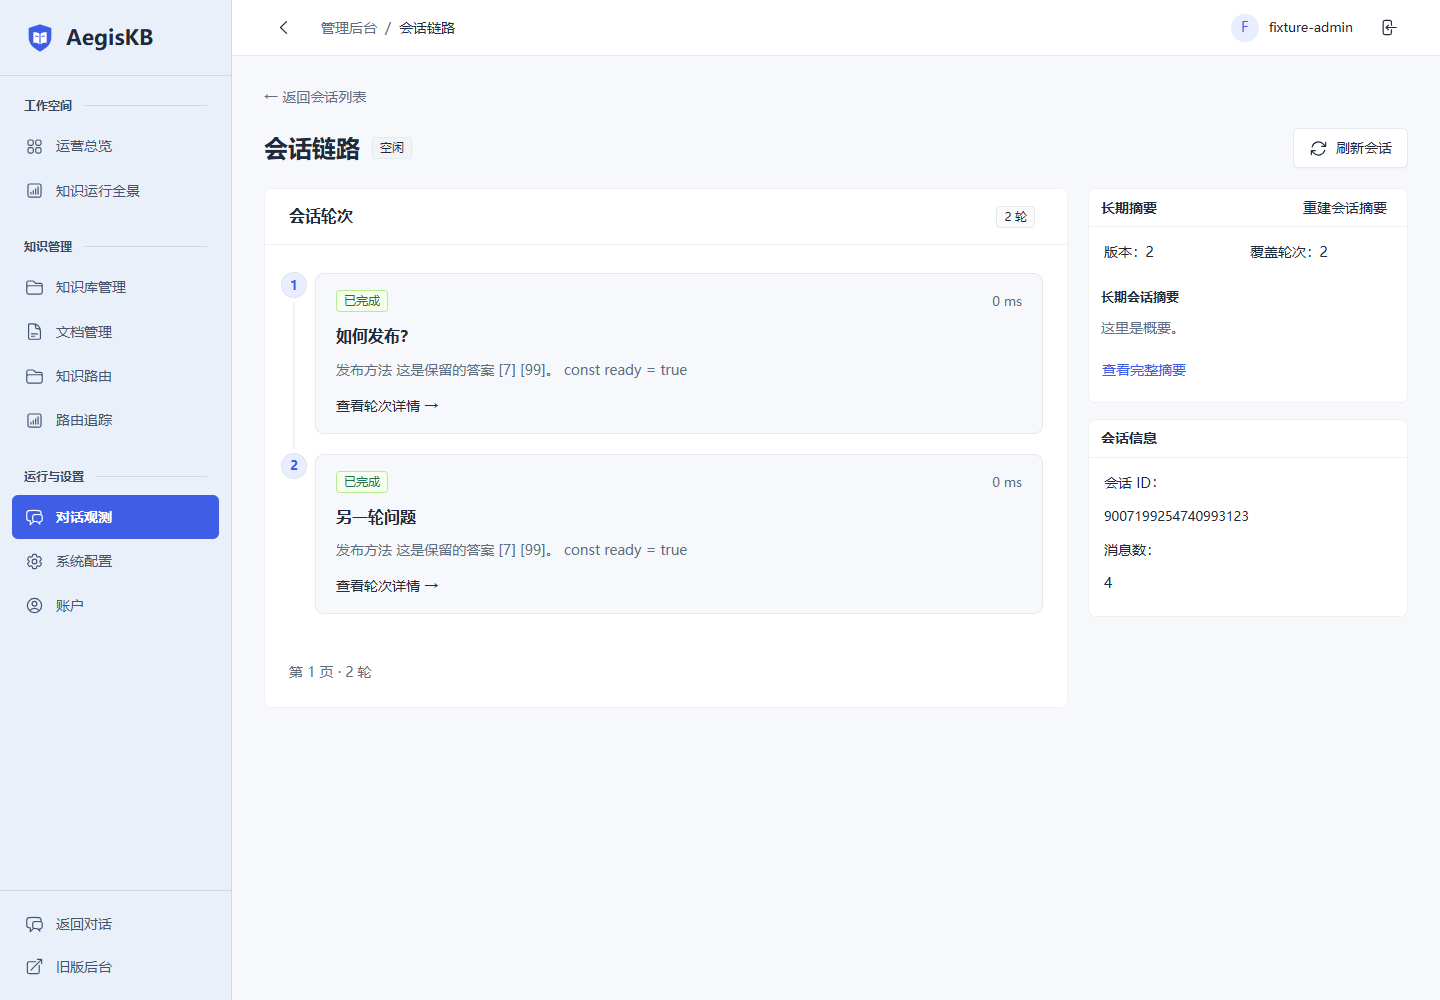 AegisKB
工作空间
运营总览
知识运行全景
知识管理
知识库管理
文档管理
知识路由
路由追踪
运行与设置
对话观测
系统配置
账户
返回对话
旧版后台
管理后台 / 会话链路
F fixture-admin
← 返回会话列表
会话链路 空闲
刷新会话
会话轮次 2 轮
1
已完成 0 ms
如何发布?
发布方法 这是保留的答案 [7] [99]。 const ready = true
查看轮次详情 →
2
已完成 0 ms
另一轮问题
发布方法 这是保留的答案 [7] [99]。 const ready = true
查看轮次详情 →
第 1 页 · 2 轮
长期摘要 重建会话摘要
版本：2 覆盖轮次：2
长期会话摘要
这里是概要。
查看完整摘要
会话信息
会话 ID：
9007199254740993123
消息数：
4